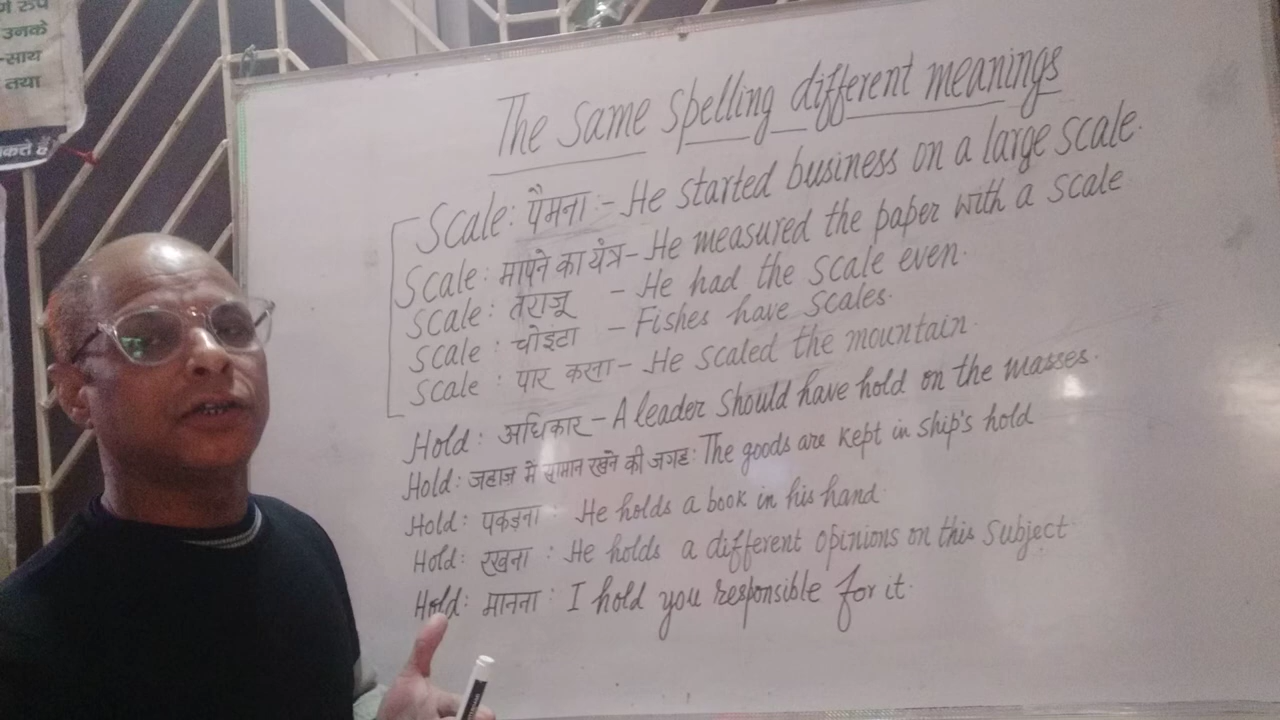 र्ण रुप
उनके
-साथ
तथा
कते हैं
The same spelling different meanings
Scale: पैमना :- He started business on a large scale.
Scale: मापने का यंत्र - He measured the paper with a scale
Scale: तराजू - He had the scale even.
Scale : चोइंटा - Fishes have scales.
Scale : पार करना - He scaled the mountain.
Hold: अधिकार - A leader should have hold on the masses.
Hold: जहाज में सामान रखने की जगह: The goods are kept in ship's hold
Hold: पकड़ना : He holds a book in his hand
Hold: रखना : He holds a different opinions on this subject
Hold: मानना : I hold you responsible for it.